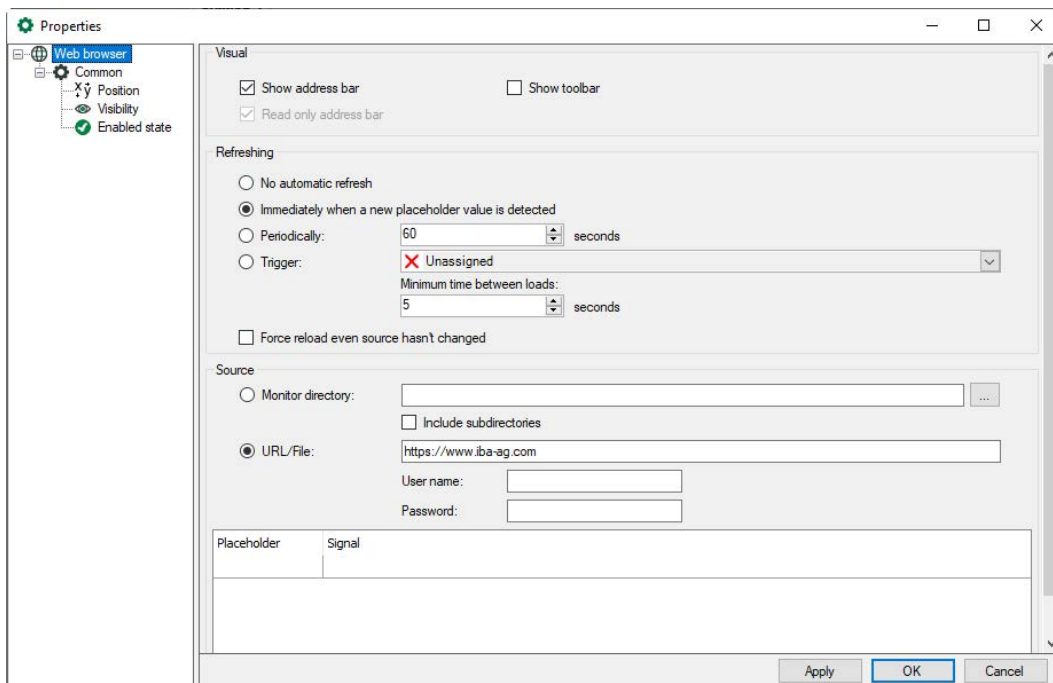 Properties
Web browser
Common
Position
Visibility
Enabled state
Visual
Show address bar
Show toolbar
Read only address bar
Refreshing
No automatic refresh
Immediately when a new placeholder value is detected
Periodically: 60 seconds
Trigger: Unassigned
Minimum time between loads:
5 seconds
Force reload even source hasn't changed
Source
Monitor directory: ...
Include subdirectories
URL/File: https://www.iba-ag.com
User name:
Password:
Placeholder Signal
Apply OK Cancel